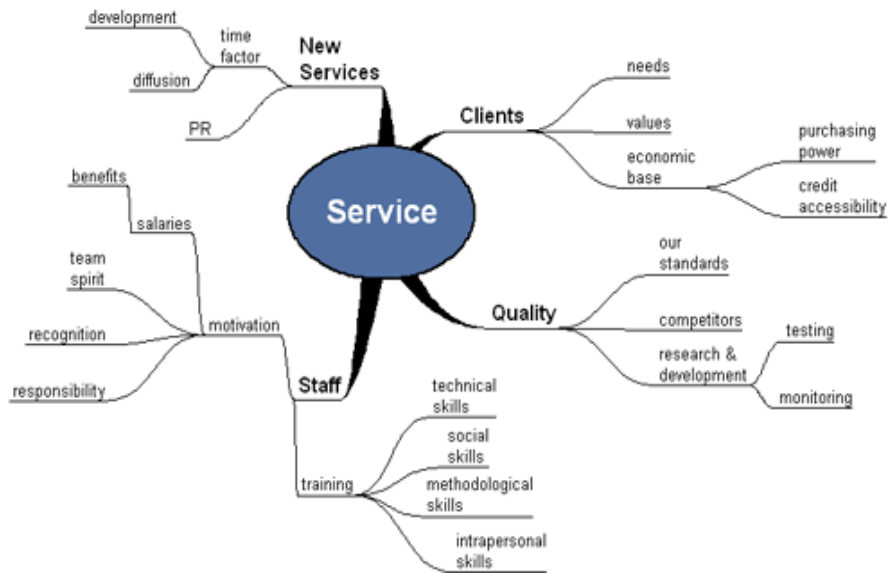 development
time
factor
diffusion
PR
New
Services
Clients
needs
values
economic
base
purchasing
power
credit
accessibility
Service
benefits
salaries
team
spirit
recognition
responsibility
motivation
Staff
training
technical
skills
social
skills
methodological
skills
intrapersonal
skills
Quality
our
standards
competitors
research &
development
testing
monitoring